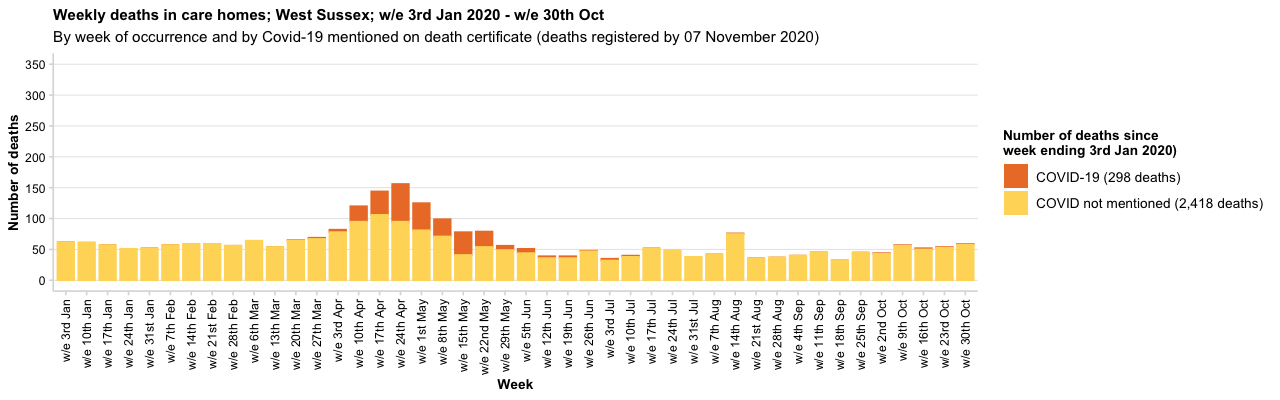 Weekly deaths in care homes; West Sussex; w/e 3rd Jan 2020 - w/e 30th Oct
By week of occurrence and by Covid-19 mentioned on death certificate (deaths registered by 07 November 2020)
Number of deaths
350
300
250
200
150
100
50
0
w/e 3rd Jan
w/e 10th Jan
w/e 17th Jan
w/e 24th Jan
w/e 31st Jan
w/e 7th Feb
w/e 14th Feb
w/e 21st Feb
w/e 28th Feb
w/e 6th Mar
w/e 13th Mar
w/e 20th Mar
w/e 27th Mar
w/e 3rd Apr
w/e 10th Apr
w/e 17th Apr
w/e 24th Apr
w/e 1st May
w/e 8th May
w/e 15th May
w/e 22nd May
w/e 29th May
w/e 5th Jun
w/e 12th Jun
w/e 19th Jun
w/e 26th Jun
w/e 3rd Jul
w/e 10th Jul
w/e 17th Jul
w/e 24th Jul
w/e 31st Jul
w/e 7th Aug
w/e 14th Aug
w/e 21st Aug
w/e 28th Aug
w/e 4th Sep
w/e 11th Sep
w/e 18th Sep
w/e 25th Sep
w/e 2nd Oct
w/e 9th Oct
w/e 16th Oct
w/e 23rd Oct
w/e 30th Oct
Week
Number of deaths since
week ending 3rd Jan 2020)
COVID-19 (298 deaths)
COVID not mentioned (2,418 deaths)